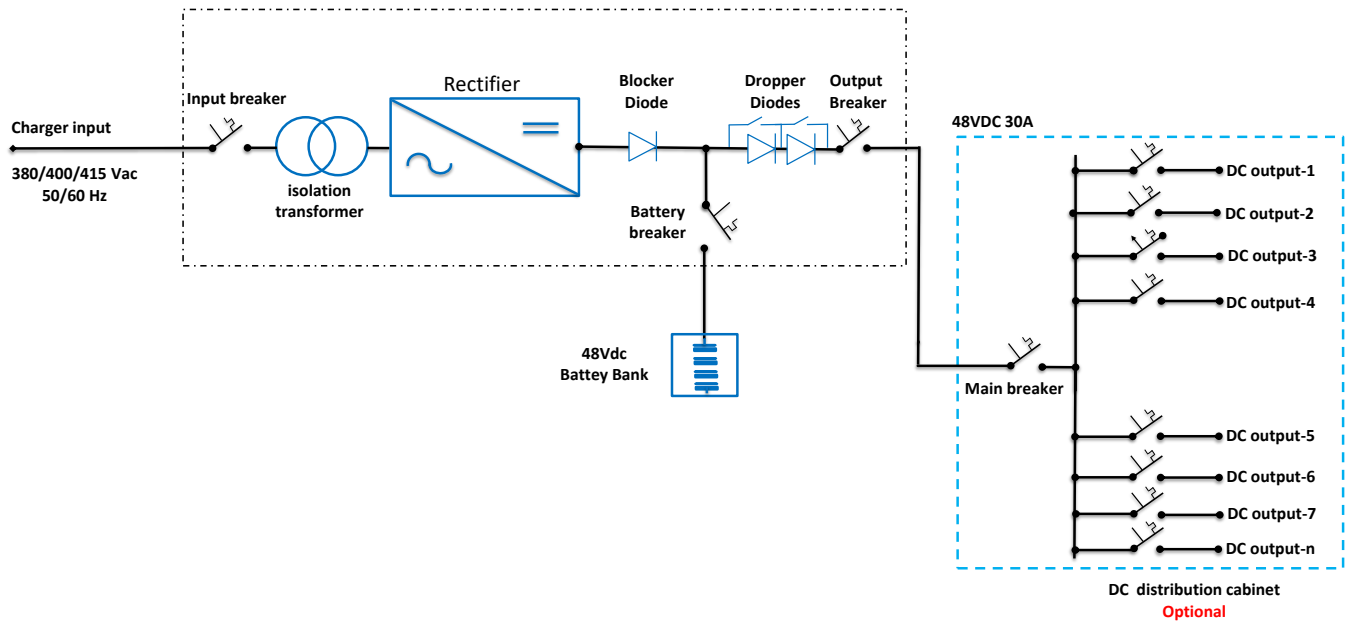 Rectifier
Blocker
Diode
Dropper
Diodes
Output
Breaker
Input breaker
Charger input
380/400/415 Vac
50/60 Hz
isolation
transformer
Battery
breaker
48Vdc
Battey Bank
48VDC 30A
DC output-1
DC output-2
DC output-3
DC output-4
Main breaker
DC output-5
DC output-6
DC output-7
DC output-n
DC distribution cabinet
Optional